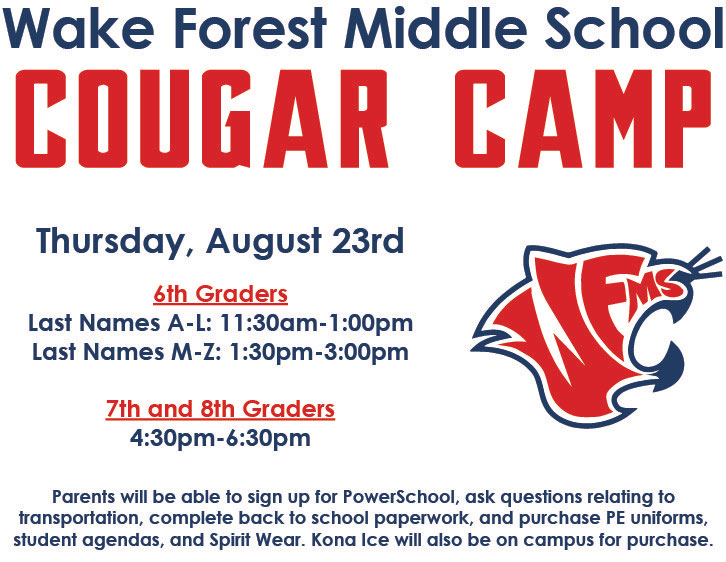 Wake Forest Middle School
COUGAR CAMP
Thursday, August 23rd
6th Graders
Last Names A-L: 11:30am-1:00pm
Last Names M-Z: 1:30pm-3:00pm
WFMS
7th and 8th Graders
4:30pm-6:30pm
Parents will be able to sign up for PowerSchool, ask questions relating to
transportation, complete back to school paperwork, and purchase PE uniforms,
student agendas, and Spirit Wear. Kona Ice will also be on campus for purchase.